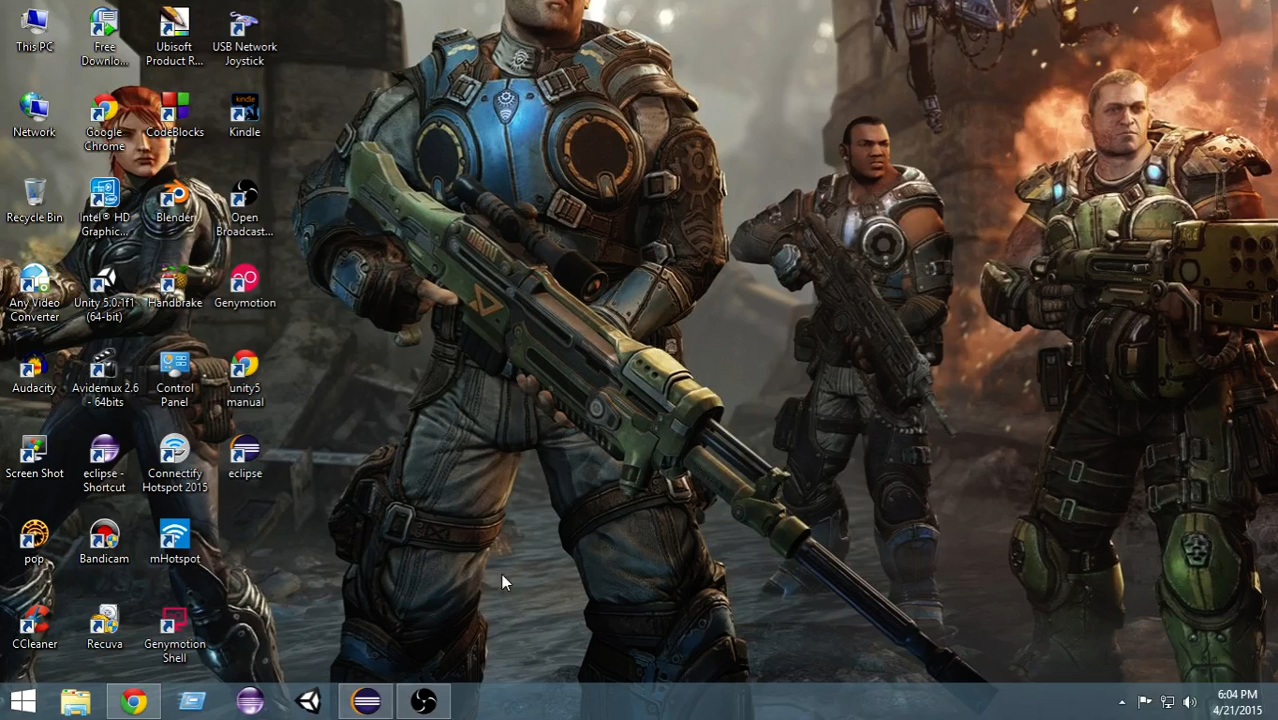 This PC
Free
Downlo...
Ubisoft
Product R...
USB Network
Joystick
Network
Google
Chrome
CodeBlocks
kindle
Kindle
Recycle Bin
Intel® HD
Graphic...
Blender
Open
Broadcast...
Any Video
Converter
Unity 5.0.1f1
(64-bit)
Handbrake
Genymotion
Audacity
Avidemux 2.6
- 64bits
Control
Panel
unity5
manual
Screen Shot
eclipse -
Shortcut
Connectify
Hotspot 2015
eclipse
pop
Bandicam
mHotspot
CCleaner
Recuva
Genymotion
Shell
6:04 PM
4/21/2015